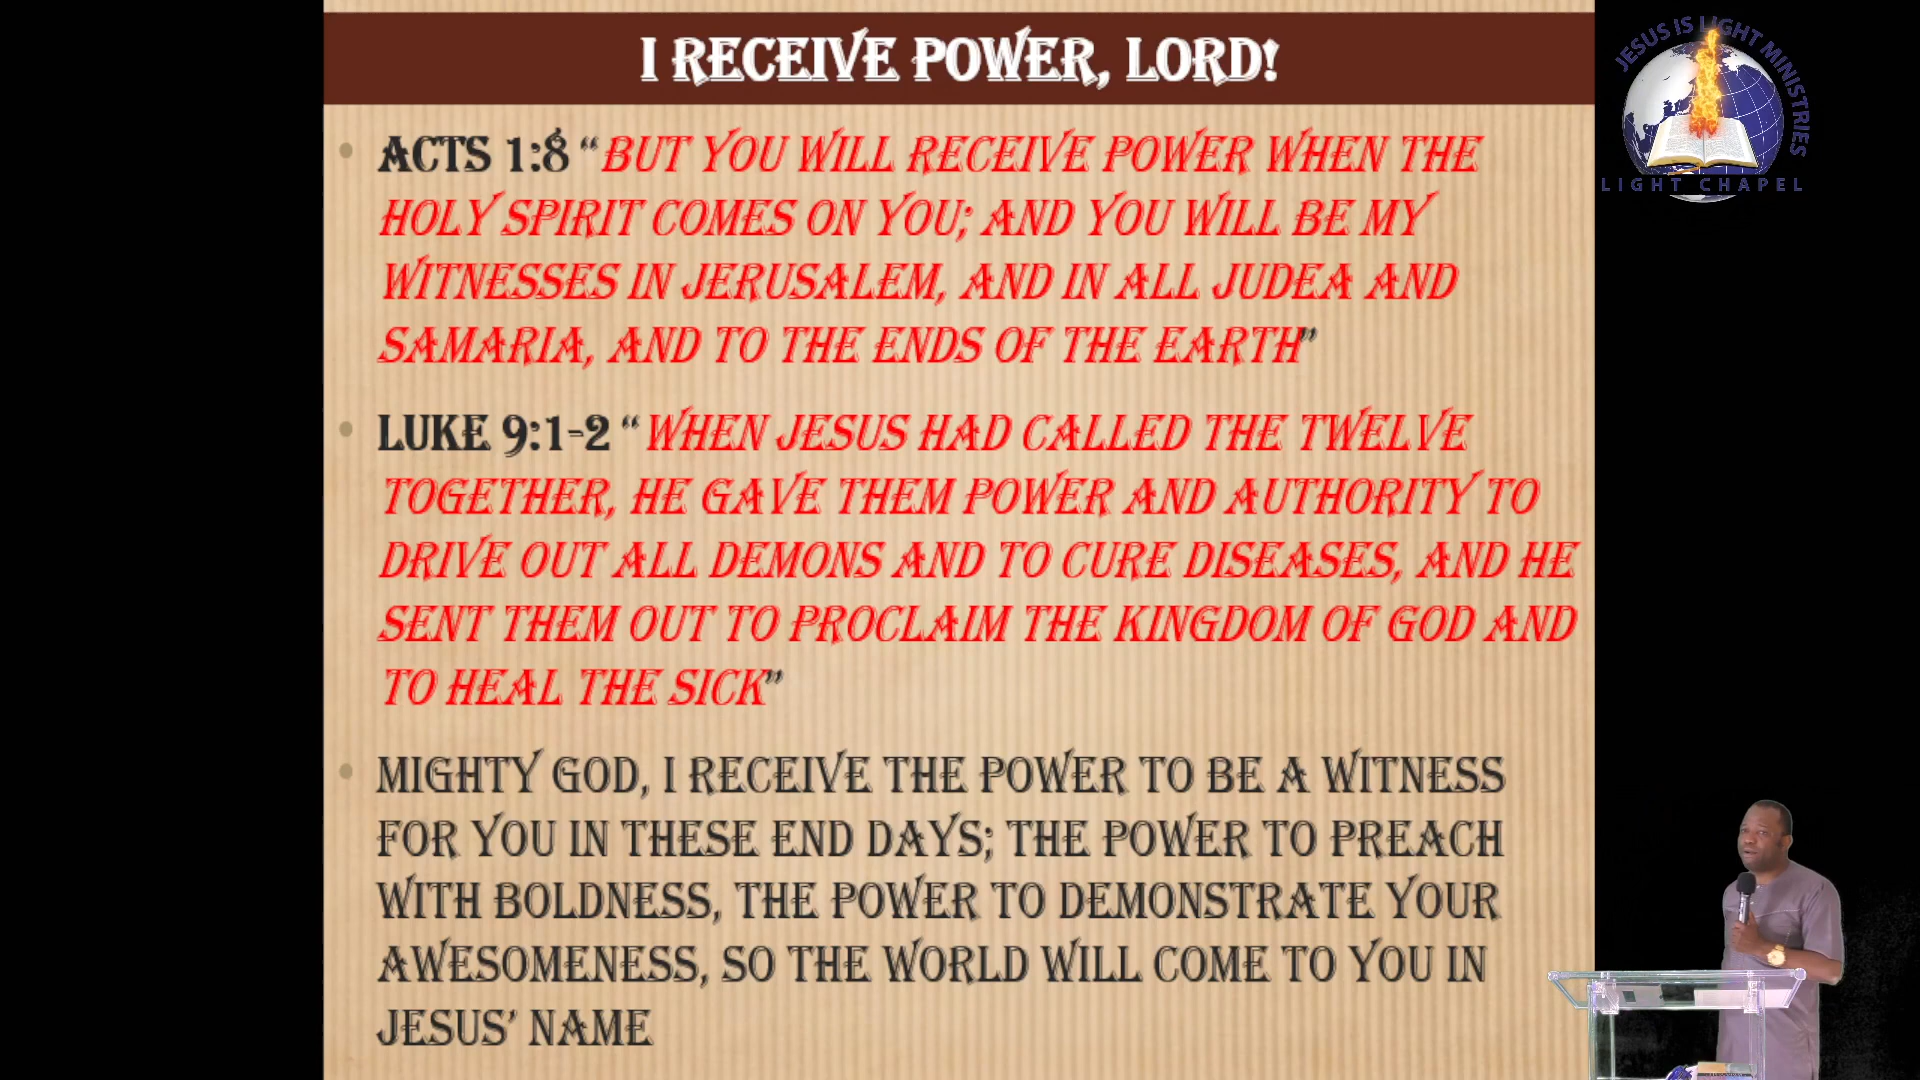 I RECEIVE POWER, LORD!
JESUS IS LIGHT MINISTRIES
LIGHT CHAPEL
• ACTS 1:8 “BUT YOU WILL RECEIVE POWER WHEN THE
HOLY SPIRIT COMES ON YOU; AND YOU WILL BE MY
WITNESSES IN JERUSALEM, AND IN ALL JUDEA AND
SAMARIA, AND TO THE ENDS OF THE EARTH”
• LUKE 9:1-2 “WHEN JESUS HAD CALLED THE TWELVE
TOGETHER, HE GAVE THEM POWER AND AUTHORITY TO
DRIVE OUT ALL DEMONS AND TO CURE DISEASES, AND HE
SENT THEM OUT TO PROCLAIM THE KINGDOM OF GOD AND
TO HEAL THE SICK”
• MIGHTY GOD, I RECEIVE THE POWER TO BE A WITNESS
FOR YOU IN THESE END DAYS; THE POWER TO PREACH
WITH BOLDNESS, THE POWER TO DEMONSTRATE YOUR
AWESOMENESS, SO THE WORLD WILL COME TO YOU IN
JESUS’ NAME